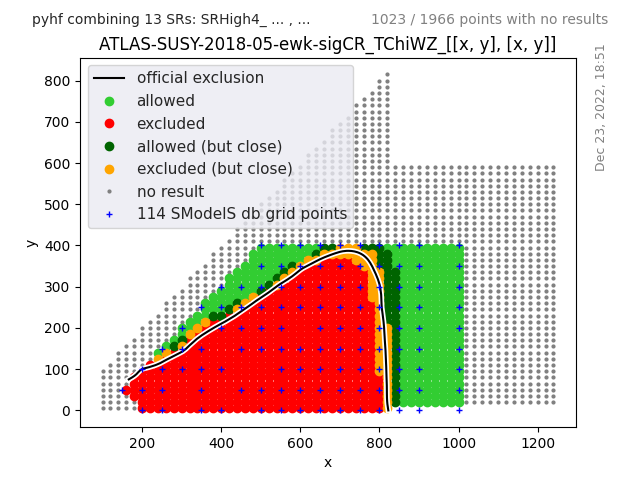 pyhf combining 13 SRs: SRHigh4_ ... , ...
1023 / 1966 points with no results
ATLAS-SUSY-2018-05-ewk-sigCR_TChiWZ_[[x, y], [x, y]]
Dec 23, 2022, 18:51
official exclusion
allowed
excluded
allowed (but close)
excluded (but close)
no result
114 SModelS db grid points
y
800
700
600
500
400
300
200
100
0
200 400 600 800 1000 1200
x